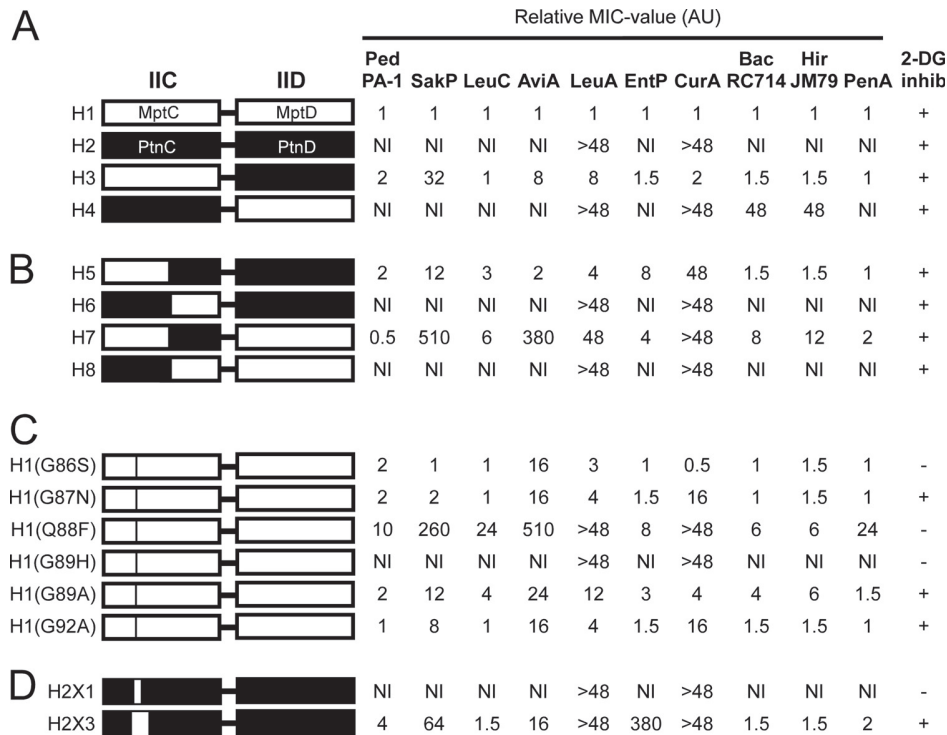 A
Relative MIC-value (AU)
IIC IID Ped PA-1 SakP LeuC AviA LeuA EntP CurA Bac RC714 Hir JM79 PenA 2-DG inhib
H1 MptC MptD 1 1 1 1 1 1 1 1 1 1 +
H2 PtnC PtnD NI NI NI NI >48 NI >48 NI NI NI +
H3 2 32 1 8 8 1.5 2 1.5 1.5 1 +
H4 NI NI NI NI >48 NI >48 48 48 NI +
B
H5 2 12 3 2 4 8 48 1.5 1.5 1 +
H6 NI NI NI NI >48 NI >48 NI NI NI +
H7 0.5 510 6 380 48 4 >48 8 12 2 +
H8 NI NI NI NI >48 NI >48 NI NI NI +
C
H1(G86S) 2 1 1 16 3 1 0.5 1 1.5 1 -
H1(G87N) 2 2 1 16 4 1.5 16 1 1.5 1 +
H1(Q88F) 10 260 24 510 >48 8 >48 6 6 24 -
H1(G89H) NI NI NI NI >48 NI >48 NI NI NI -
H1(G89A) 2 12 4 24 12 3 4 4 6 1.5 +
H1(G92A) 1 8 1 16 4 1.5 16 1.5 1.5 1 +
D
H2X1 NI NI NI NI >48 NI >48 NI NI NI -
H2X3 4 64 1.5 16 >48 380 >48 1.5 1.5 2 +